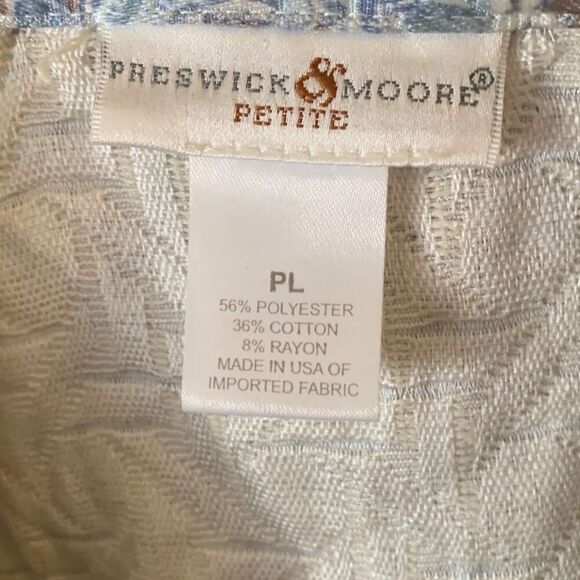 PRESWICK & MOORE®
PETITE
PL
56% POLYESTER
36% COTTON
8% RAYON
MADE IN USA OF
IMPORTED FABRIC